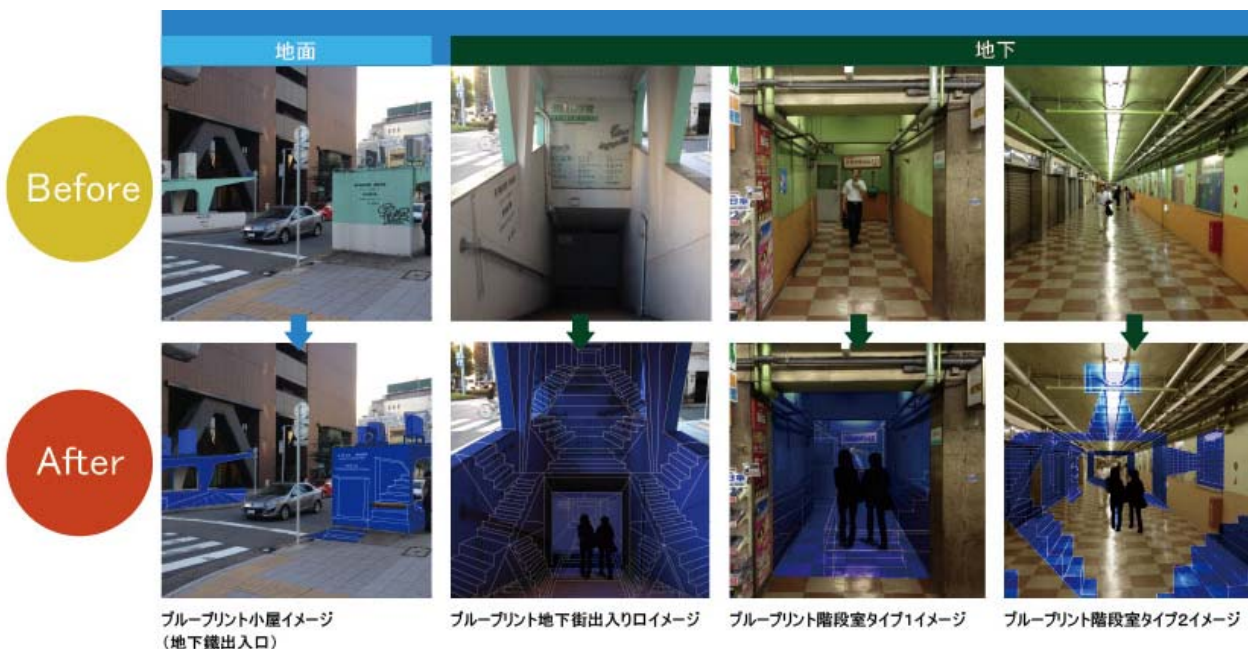 地面
地下
Before
After
ブループリント小屋イメージ
（地下鐵出入口）
ブループリント地下街出入り口イメージ
ブループリント階段室タイプ1イメージ
ブループリント階段室タイプ2イメージ